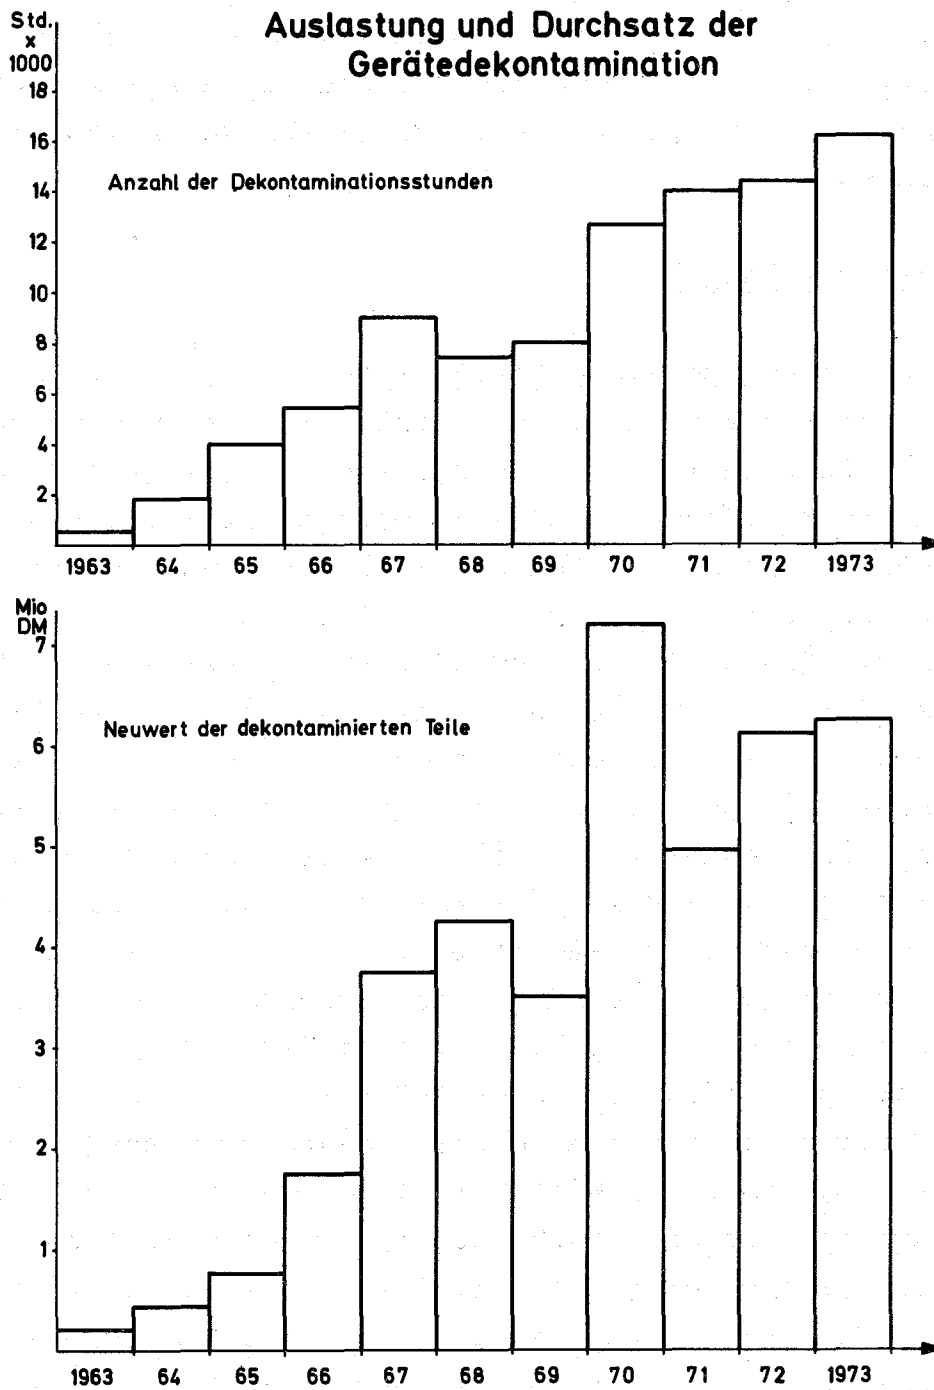 Auslastung und Durchsatz der
Gerätedekontamination
Std.
x
1000
18
16
Anzahl der Dekontaminationsstunden
14
12
10
8
6
4
2
1963 64 65 66 67 68 69 70 71 72 1973
Mio
DM
7
Neuwert der dekontaminierten Teile
6
5
4
3
2
1
1963 64 65 66 67 68 69 70 71 72 1973